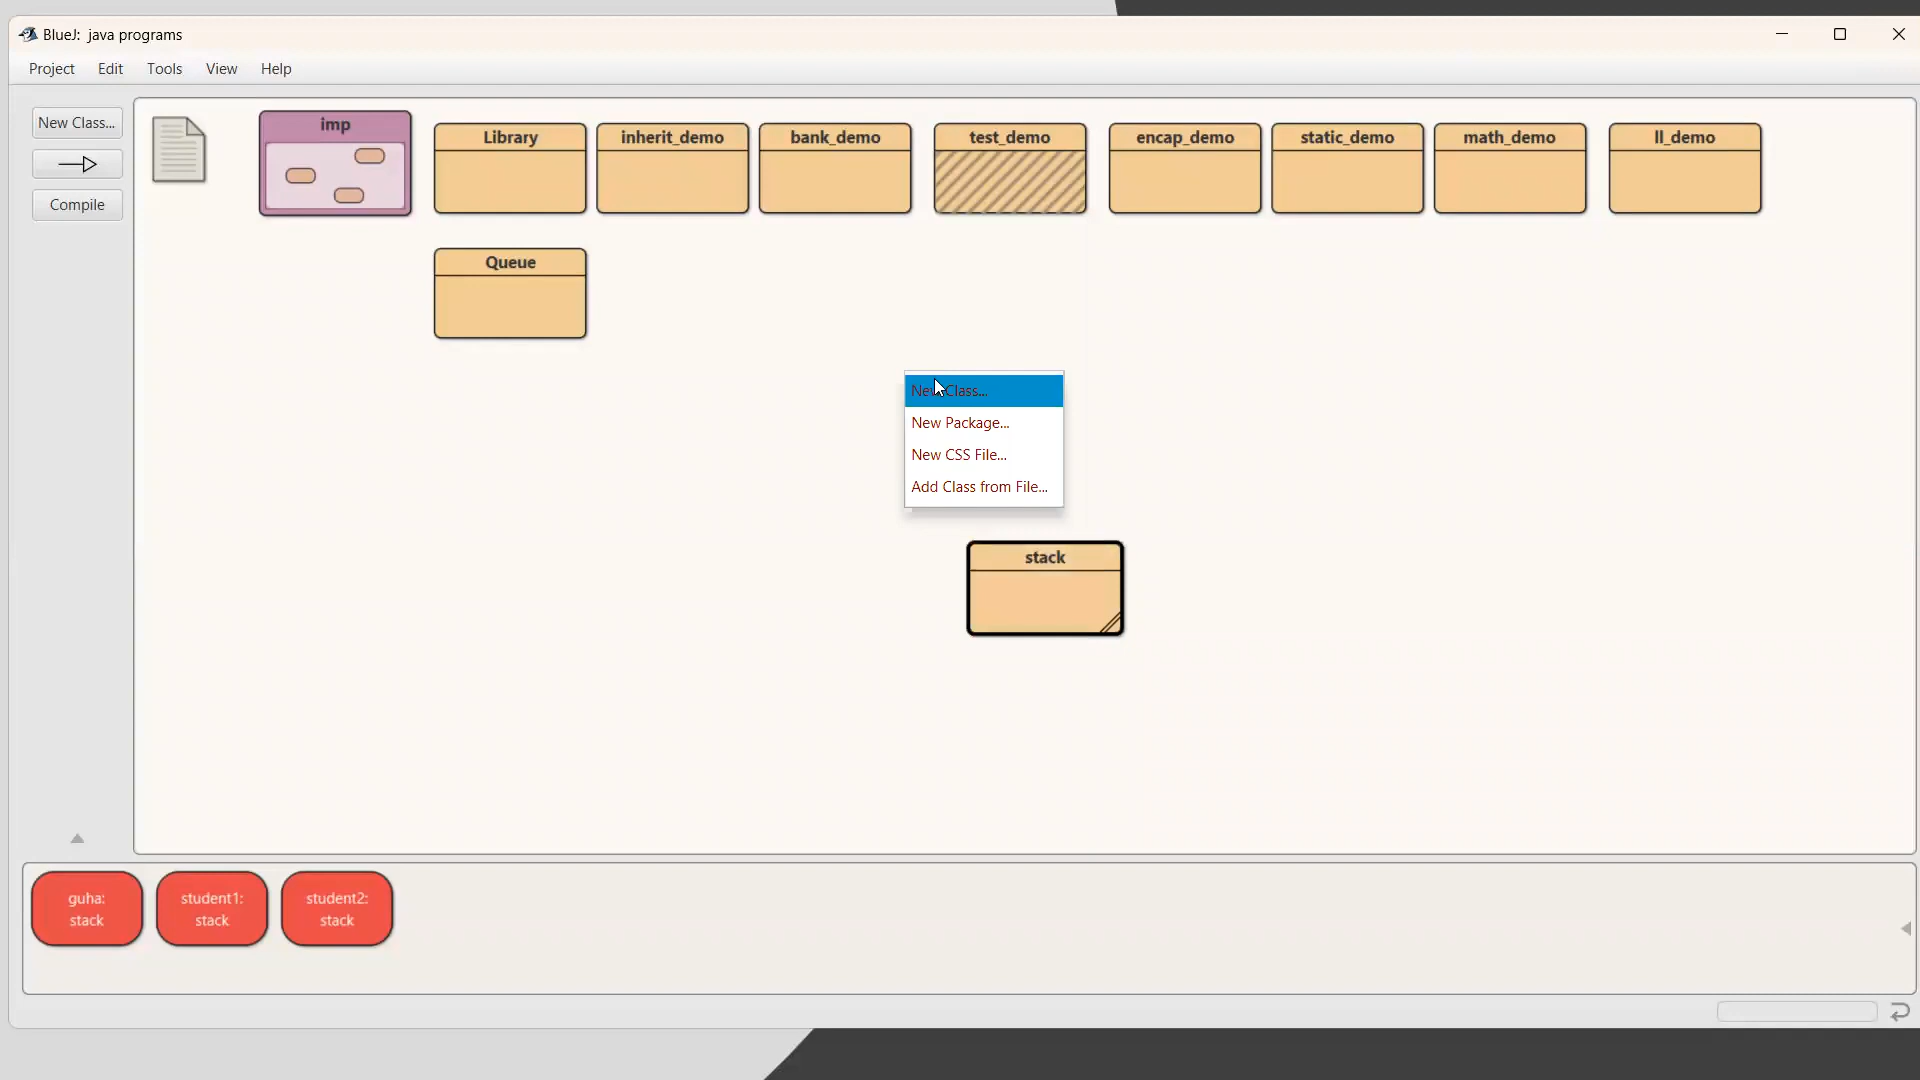 BlueJ: java programs
Project Edit Tools View Help
New Class...
Compile
imp
Library
inherit_demo
bank_demo
test_demo
encap_demo
static_demo
math_demo
ll_demo
Queue
New Class...
New Package...
New CSS File...
Add Class from File...
stack
guha:
stack
student1:
stack
student2:
stack